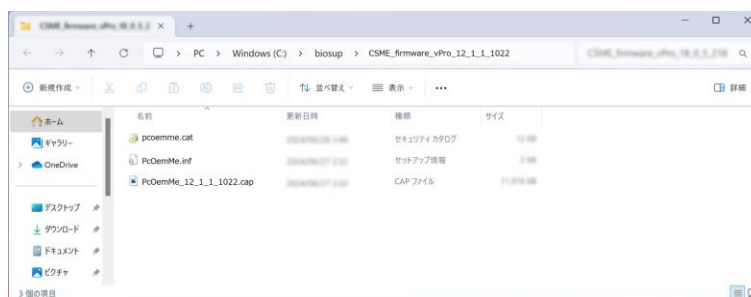 PC > Windows (C:) > biosup > CSME_firmware_vPro_12_1_1_1022
新規作成 並べ替え 表示 ... 詳細
名前 更新日時 種類 サイズ
ホーム
ギャラリー
OneDrive
デスクトップ
ダウンロード
ドキュメント
ピクチャ
pcoemme.cat セキュリティ カタログ
PcOemMe.inf セットアップ情報
PcOemMe_12_1_1_1022.cap CAP ファイル
3 個の項目